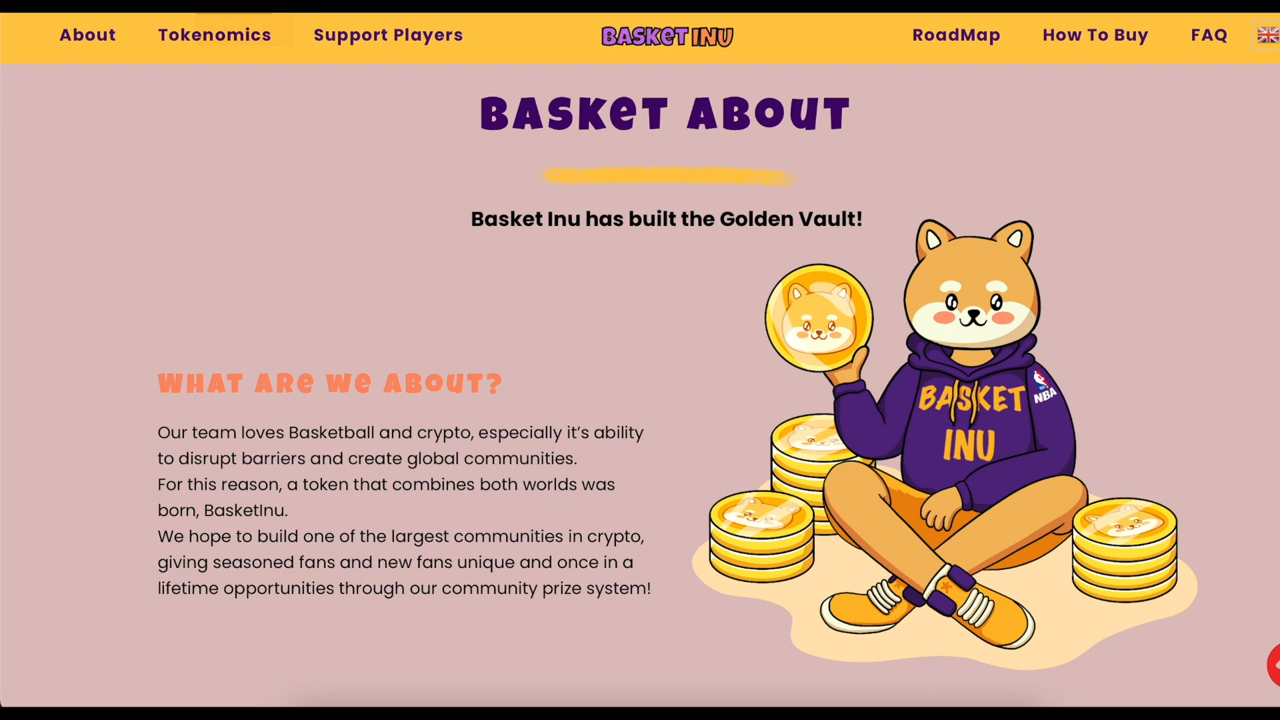 About Tokenomics Support Players BASKET INU RoadMap How To Buy FAQ
BASKET ABOUT
Basket Inu has built the Golden Vault!
WHAT ARE WE ABOUT?
Our team loves Basketball and crypto, especially it's ability
to disrupt barriers and create global communities.
For this reason, a token that combines both worlds was
born, BasketInu.
We hope to build one of the largest communities in crypto,
giving seasoned fans and new fans unique and once in a
lifetime opportunities through our community prize system!
BASKET
INU
NBA